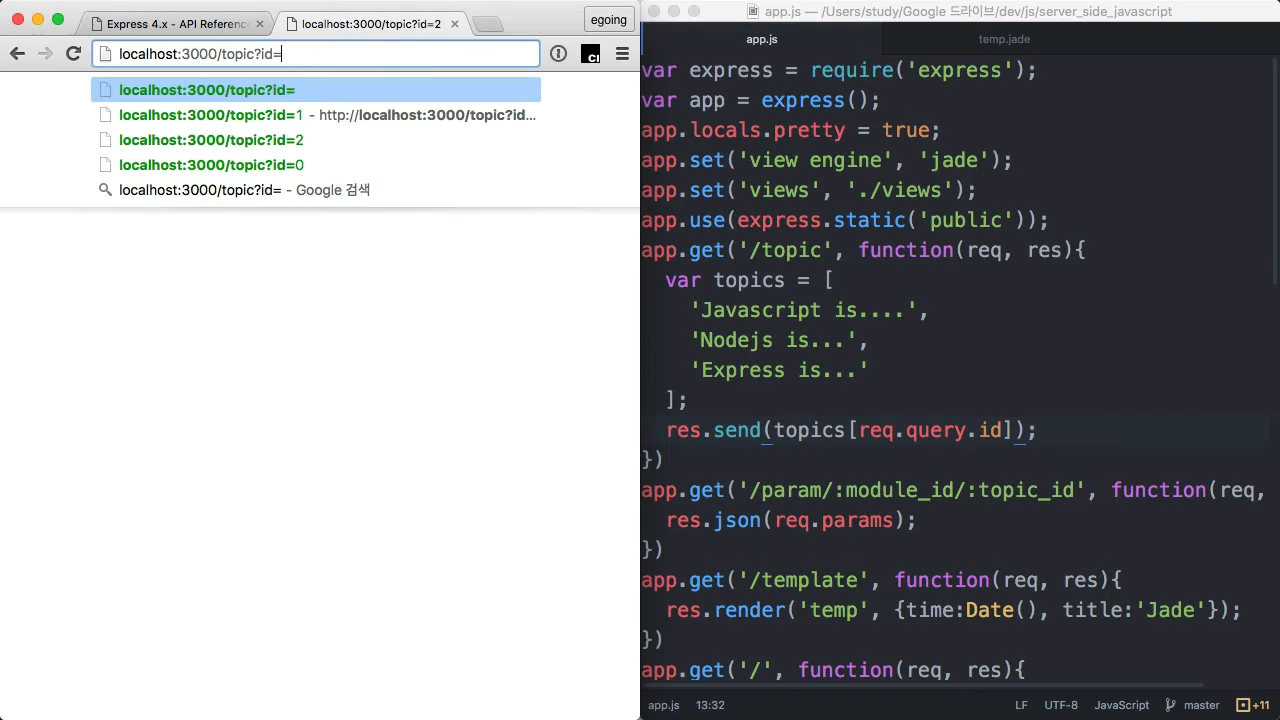 Express 4.x - API Referenc
localhost:3000/topic?id=2
egoing
localhost:3000/topic?id=
localhost:3000/topic?id=
localhost:3000/topic?id=1 - http://localhost:3000/topic?id...
localhost:3000/topic?id=2
localhost:3000/topic?id=0
localhost:3000/topic?id= - Google 검색
app.js — /Users/study/Google 드라이브/dev/js/server_side_javascript
app.js
temp.jade
var express = require('express');
var app = express();
app.locals.pretty = true;
app.set('view engine', 'jade');
app.set('views', './views');
app.use(express.static('public'));
app.get('/topic', function(req, res){
  var topics = [
    'Javascript is....',
    'Nodejs is...',
    'Express is...'
  ];
  res.send(topics[req.query.id]);
})
app.get('/param/:module_id/:topic_id', function(req,
  res.json(req.params);
})
app.get('/template', function(req, res){
  res.render('temp', {time:Date(), title:'Jade'});
})
app.get('/', function(req, res){
app.js 13:32 LF UTF-8 JavaScript master +11